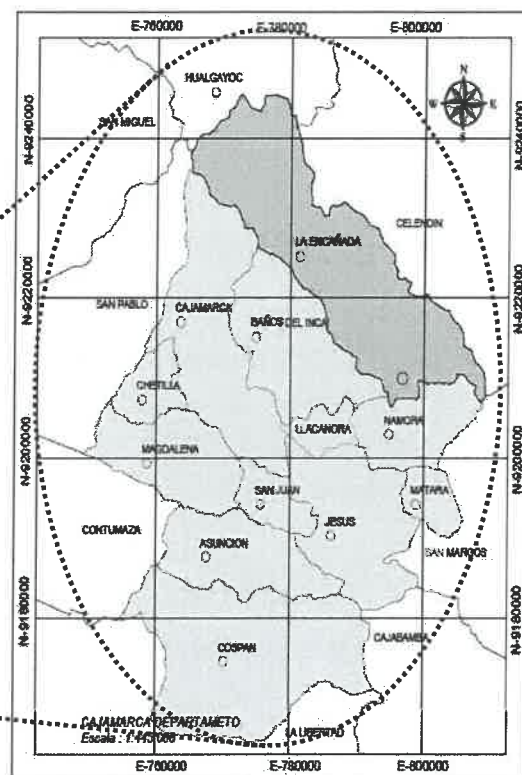 E-760000 E-780000 E-800000
HUALGAYOC
N
W E
S
N-9240000 N-9240000
SAN MIGUEL
CELENDIN
LA ENCAÑADA
N-9220000 N-9220000
SAN PABLO
CAJAMARCA
BAÑOS DEL INCA
CHETILLA
LLACANORA
NAMORA
MAGDALENA
N-9200000 N-9200000
SAN JUAN
MATARA
CONTUMAZA
JESUS
ASUNCION
SAN MARCOS
N-9180000 N-9180000
CAJABAMBA
COSPAN
CAJAMARCA DEPARTAMETO
Escala :
LA LIBERTAD
E-760000 E-780000 E-800000